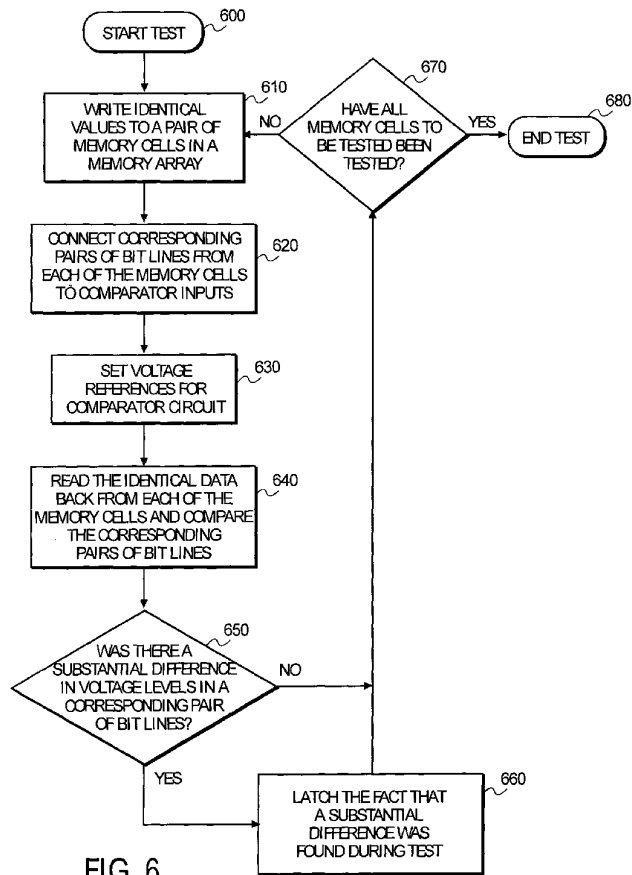 START TEST
600
610
WRITE IDENTICAL
VALUES TO A PAIR OF
MEMORY CELLS IN A
MEMORY ARRAY
670
HAVE ALL
MEMORY CELLS TO
BE TESTED BEEN
TESTED?
NO
YES
680
END TEST
CONNECT CORRESPONDING
PAIRS OF BIT LINES FROM
EACH OF THE MEMORY CELLS
TO COMPARATOR INPUTS
620
SET VOLTAGE
REFERENCES FOR
COMPARATOR CIRCUIT
630
READ THE IDENTICAL DATA
BACK FROM EACH OF THE
MEMORY CELLS AND COMPARE
THE CORRESPONDING
PAIRS OF BIT LINES
640
650
WAS THERE A
SUBSTANTIAL DIFFERENCE
IN VOLTAGE LEVELS IN A
CORRESPONDING PAIR
OF BIT LINES?
NO
YES
660
LATCH THE FACT THAT
A SUBSTANTIAL
DIFFERENCE WAS
FOUND DURING TEST
FIG. 6